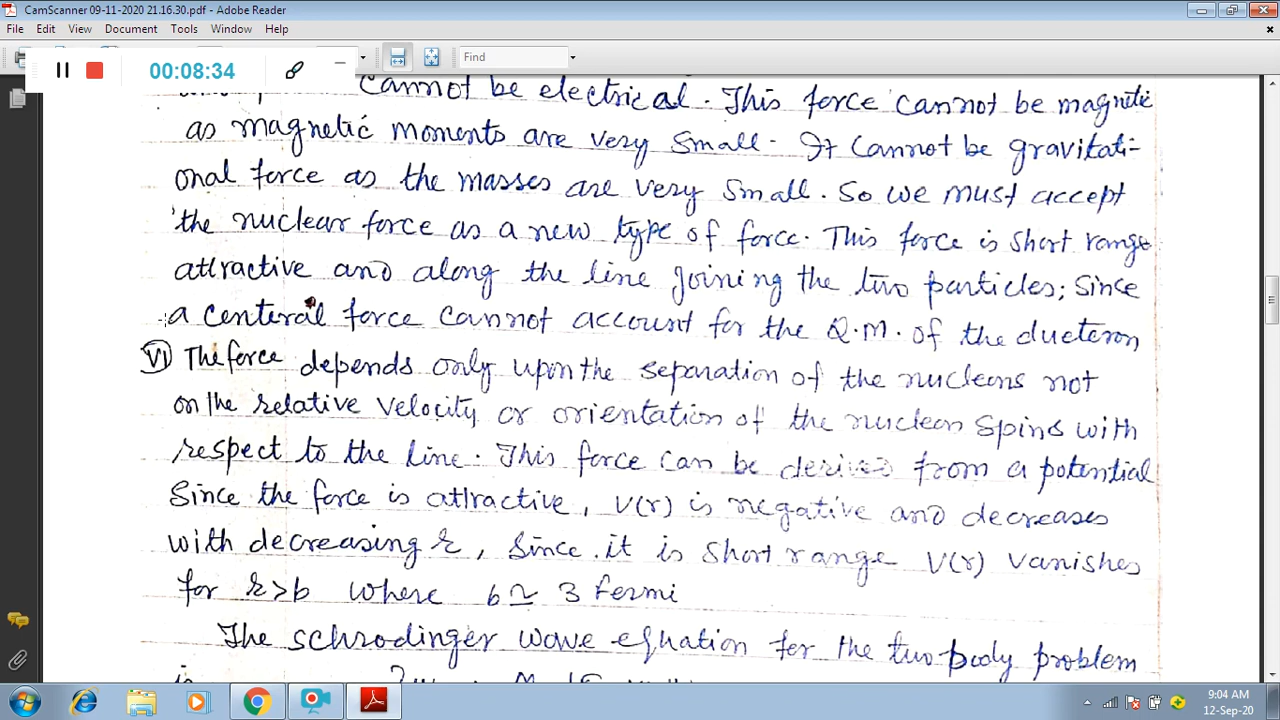 CamScanner 09-11-2020 21.16.30.pdf - Adobe Reader
File Edit View Document Tools Window Help
00:08:34
Find
Cannot be electrical. This force cannot be magnetic
as magnetic moments are very small. It cannot be gravitati-
onal force as the masses are very small. So we must accept
the nuclear force as a new type of force. This force is short range
attractive and along the line joining the two particles; Since
a centeral force cannot account for the Q.M. of the ducteron
VI The force depends only upon the separation of the nucleons not
on the relative velocity or orientation of the nucleon spins with
respect to the line. This force can be derived from a potential
Since the force is attractive, V(r) is negative and decreases
with decreasing r, Since it is short range V(r) vanishes
for r>b where b≃ 3 fermi
The schrodinger wave equation for the two body problem
is
9:04 AM
12-Sep-20